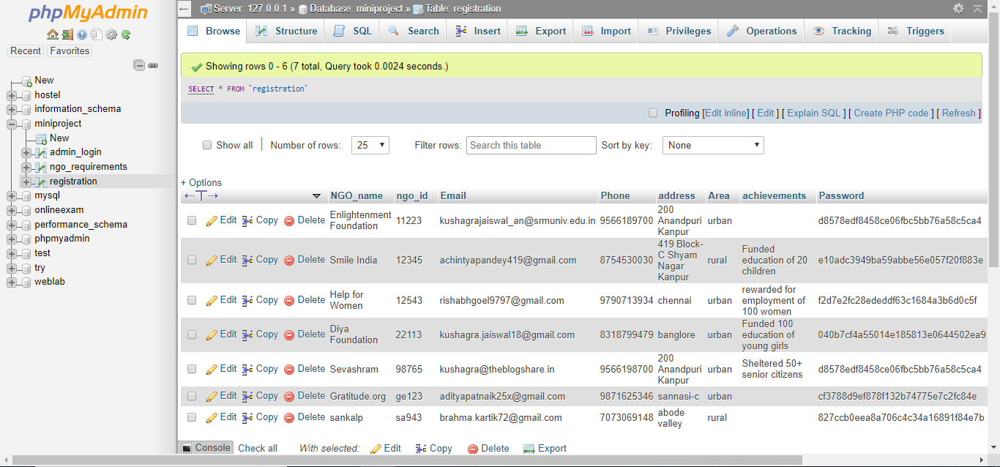 phpMyAdmin
Recent Favorites
New
hostel
information_schema
miniproject
New
admin_login
ngo_requirements
registration
mysql
onlineexam
performance_schema
phpmyadmin
test
try
weblab
Server: 127.0.0.1 » Database: miniproject » Table: registration
Browse Structure SQL Search Insert Export Import Privileges Operations Tracking Triggers
Showing rows 0 - 6 (7 total, Query took 0.0024 seconds.)
SELECT * FROM `registration`
Profiling [Edit inline] [ Edit ] [ Explain SQL ] [ Create PHP code ] [ Refresh ]
Show all Number of rows: 25 Filter rows: Search this table Sort by key: None
+ Options
NGO_name ngo_id Email Phone address Area achievements Password
Edit Copy Delete Enlightenment Foundation 11223 kushagrajaiswal_an@srmuniv.edu.in 9566189700 200 Anandpuri Kanpur urban d8578edf8458ce06fbc5bb76a58c5ca4
Edit Copy Delete Smile India 12345 achintyapandey419@gmail.com 8754530030 419 Block-C Shyam Nagar Kanpur rural Funded education of 20 children e10adc3949ba59abbe56e057f20f883e
Edit Copy Delete Help for Women 12543 rishabhgoel9797@gmail.com 9790713934 chennai urban rewarded for employment of 100 women f2d7e2fc28ededdf63c1684a3b6d0c5f
Edit Copy Delete Diya Foundation 22113 kushagra.jaiswal18@gmail.com 8318799479 banglore urban Funded 100 education of young girls 040b7cf4a55014e185813e0644502ea9
Edit Copy Delete Sevashram 98765 kushagra@theblogshare.in 9566198700 200 Anandpuri Kanpur urban Sheltered 50+ senior citizens d8578edf8458ce06fbc5bb76a58c5ca4
Edit Copy Delete Gratitude.org ge123 adityapatnaik25x@gmail.com 9871625346 sannasi-c urban cf3788d9ef878f132b74775e7c2fc84e
Edit Copy Delete sankalp sa943 brahma.kartik72@gmail.com 7073069148 abode valley rural 827ccb0eea8a706c4c34a16891f84e7b
Console Check all With selected: Edit Copy Delete Export